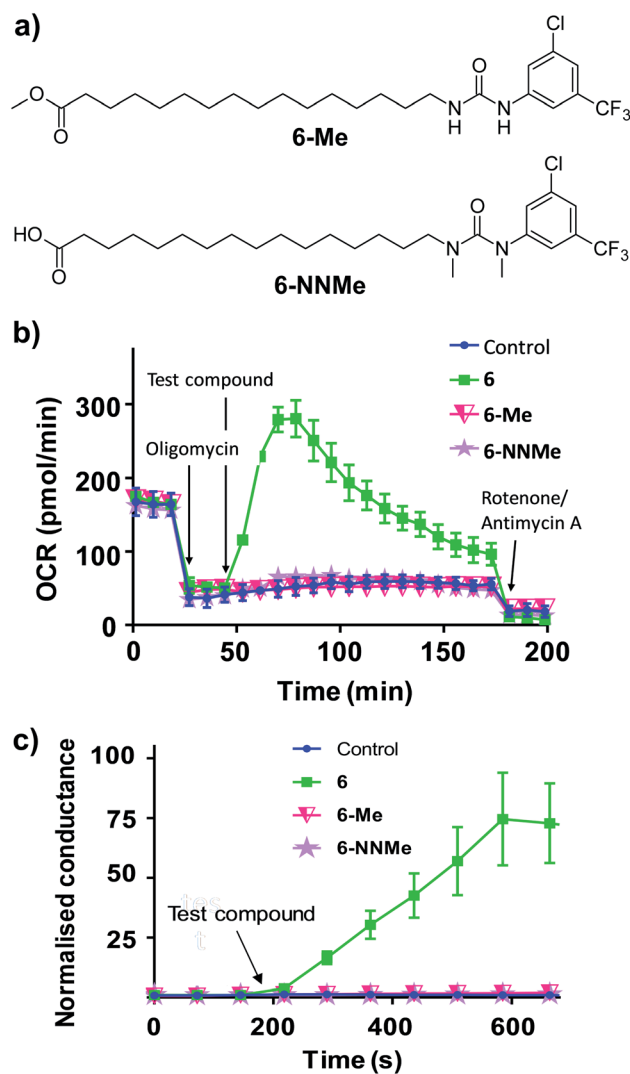 a)
Cl
O
O
N
H
N
H
CF3
O
6-Me
Cl
HO
O
N
N
CF3
O
6-NNMe
b)
Control
6
6-Me
6-NNMe
Test compound
Oligomycin
Rotenone/
Antimycin A
OCR (pmol/min)
300
200
100
0
0
50
100
150
200
Time (min)
c)
Control
6
6-Me
6-NNMe
Normalised conductance
100
75
50
25
tes
t
Test compound
0
200
400
600
Time (s)